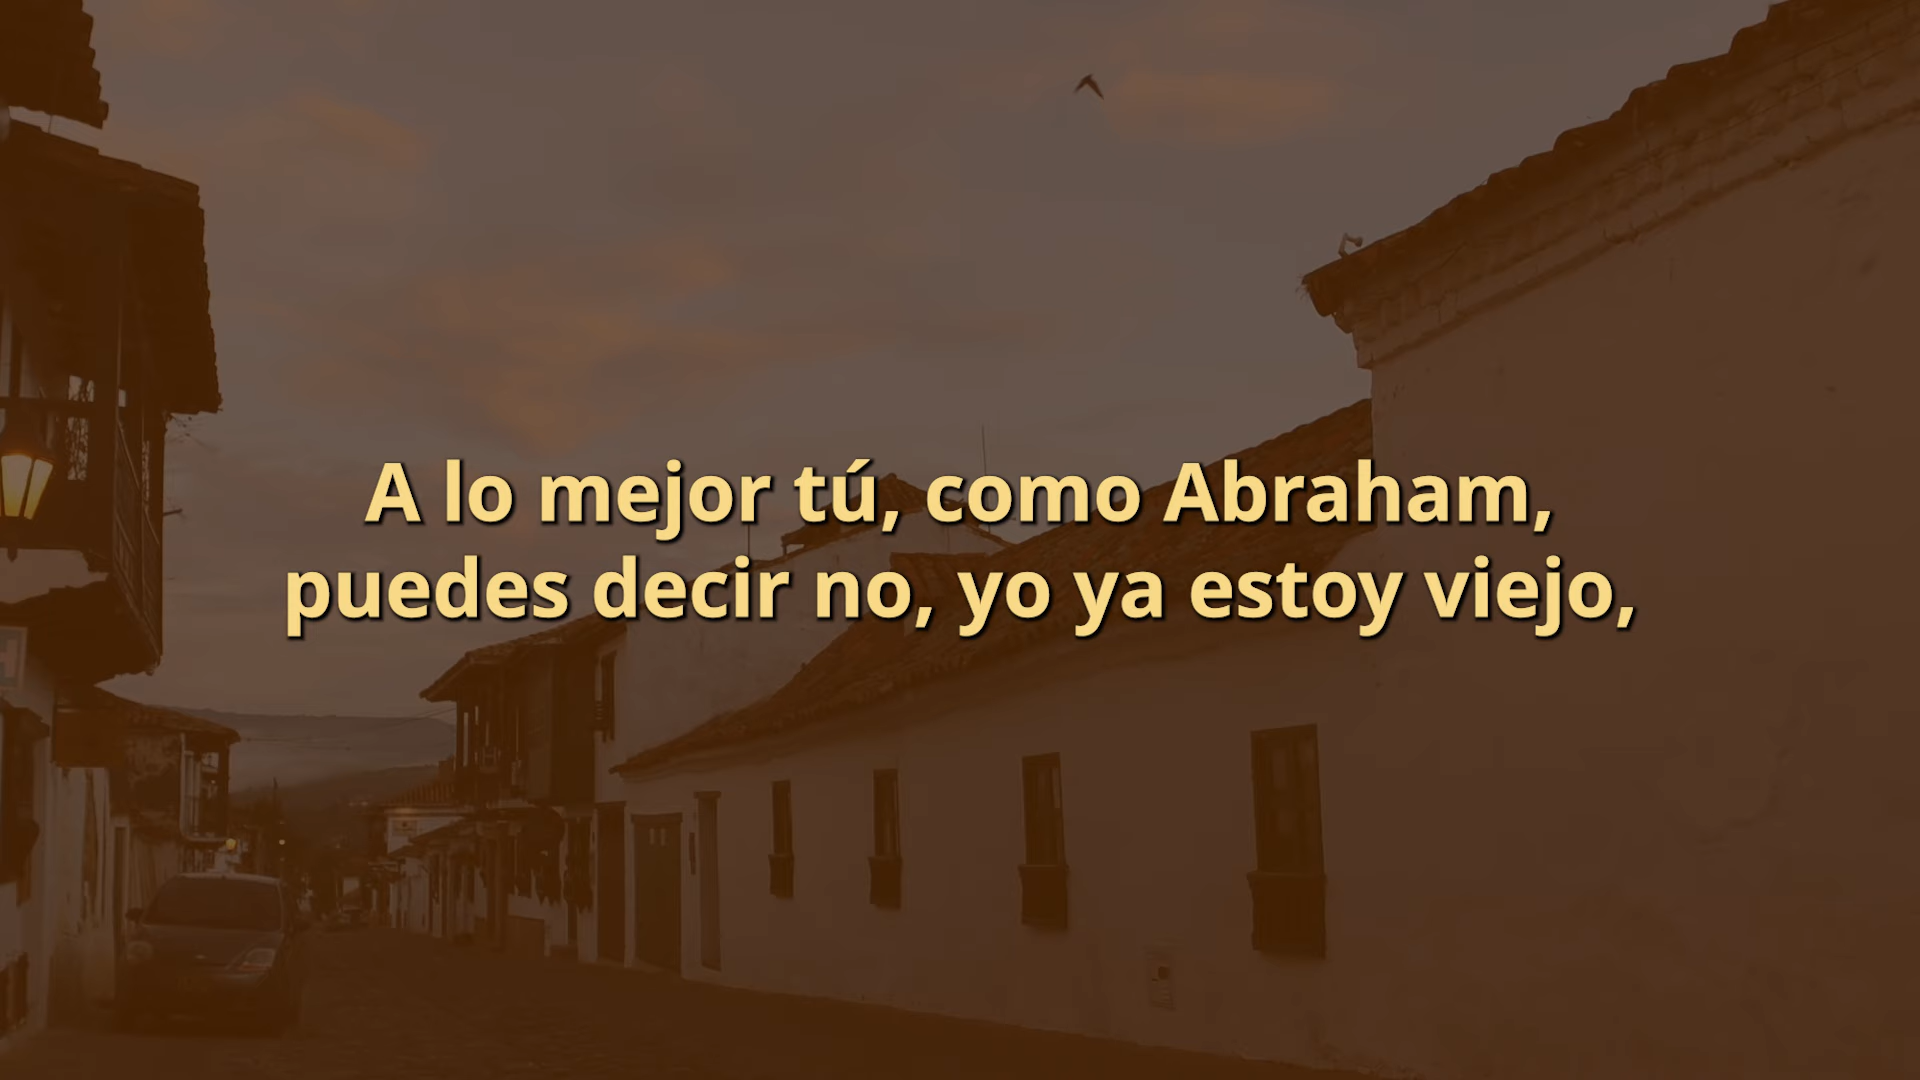 A lo mejor tú, como Abraham,
puedes decir no, yo ya estoy viejo,